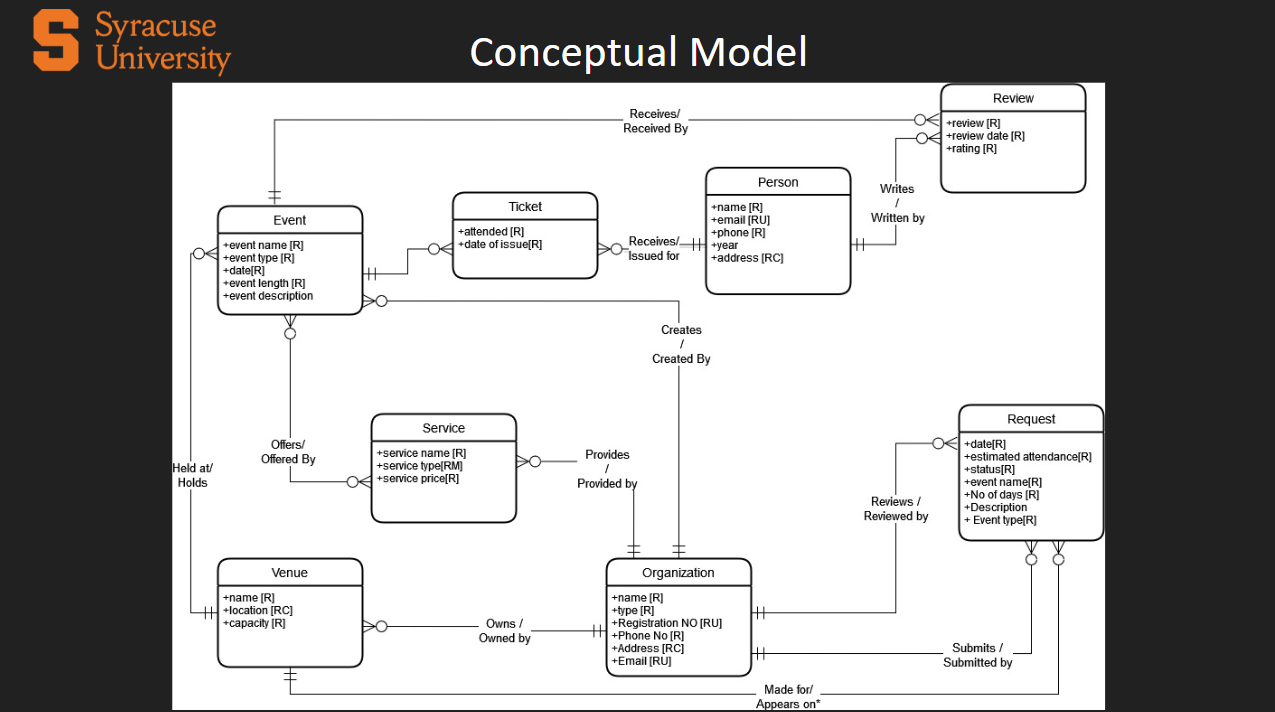 Syracuse
University
Conceptual Model
Review
+review [R]
+review date [R]
+rating [R]
Receives/
Received By
Person
+name [R]
+email [RU]
+phone [R]
+year
+address [RC]
Writes
/
Written by
Ticket
+attended [R]
+date of issue[R]
Receives/
Issued for
Event
+event name [R]
+event type [R]
+date[R]
+event length [R]
+event description
Creates
/
Created By
Service
+service name [R]
+service type[RM]
+service price[R]
Offers/
Offered By
Provides
/
Provided by
Held at/
Holds
Request
+date[R]
+estimated attendance[R]
+status[R]
+event name[R]
+No of days [R]
+Description
+ Event type[R]
Reviews /
Reviewed by
Venue
+name [R]
+location [RC]
+capacity [R]
Owns /
Owned by
Organization
+name [R]
+type [R]
+Registration NO [RU]
+Phone No [R]
+Address [RC]
+Email [RU]
Submits /
Submitted by
Made for/
Appears on*